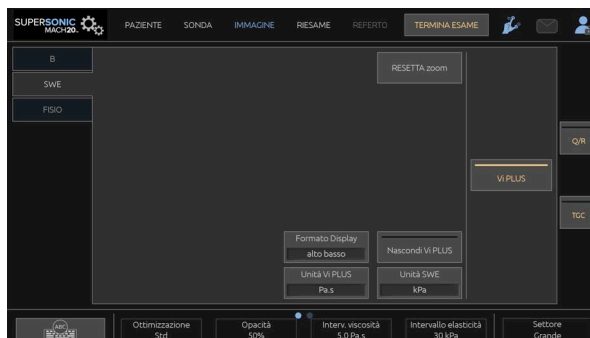 SUPERSONIC
MACH20.
PAZIENTE SONDA IMMAGINE RIESAME REFERTO TERMINA ESAME
B
SWE
FISIO
RESETTA zoom
Q/R
Vi PLUS
TGC
Formato Display
alto basso
Nascondi Vi PLUS
Unità Vi PLUS
Pa.s
Unità SWE
kPa
ABC
Ottimizzazione
Std
Opacità
50%
Interv. viscosità
5.0 Pa.s
Intervallo elasticità
30 kPa
Settore
Grande